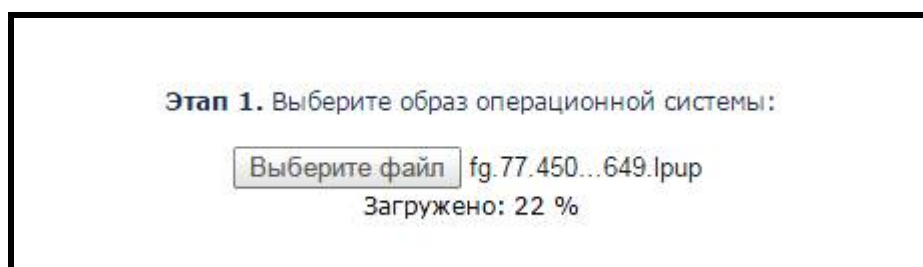 Этап 1. Выберите образ операционной системы:
Выберите файл fg.77.450...649.lpup
Загружено: 22 %